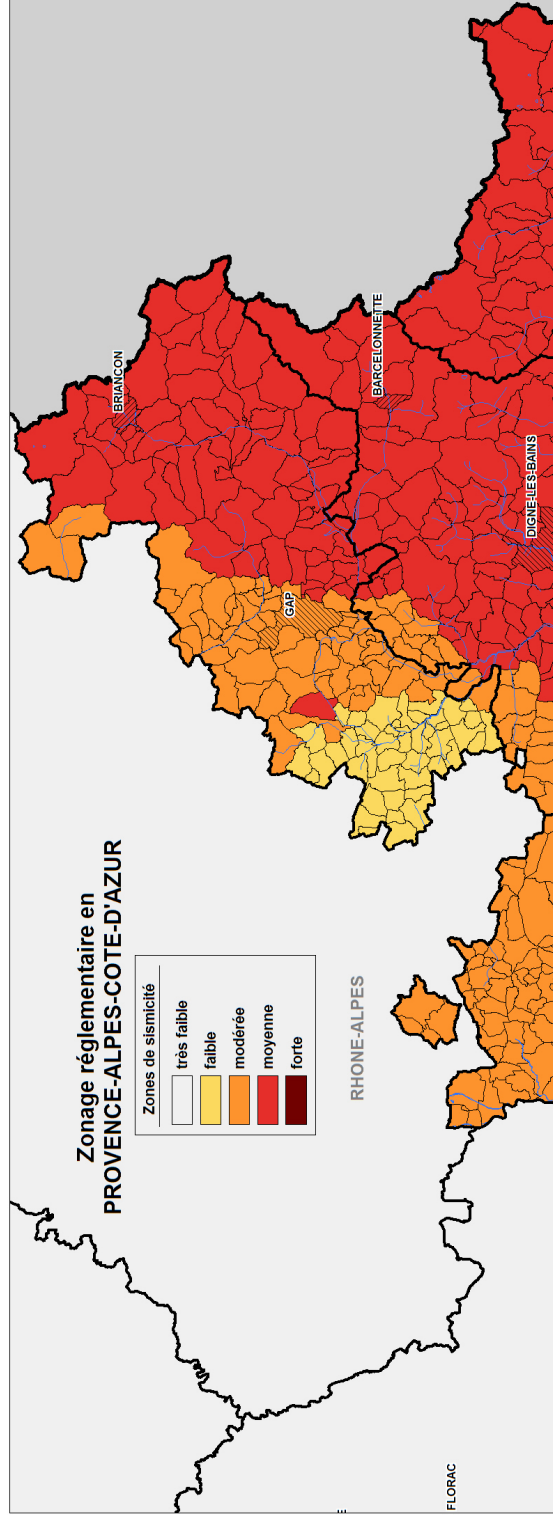 Zonage réglementaire en
PROVENCE-ALPES-COTE-D'AZUR
Zones de sismicité
très faible
faible
modérée
moyenne
forte
RHONE-ALPES
BRIANCON
GAP
BARCELONNETTE
DIGNE-LES-BAINS
FLORAC